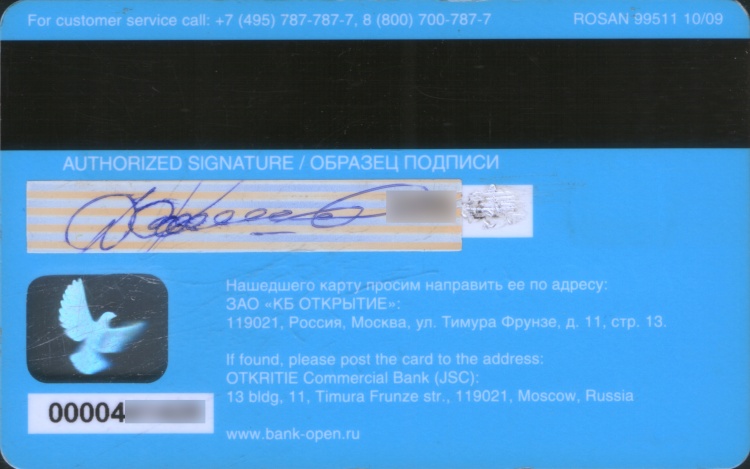 For customer service call: +7 (495) 787-787-7, 8 (800) 700-787-7
ROSAN 99511 10/09
AUTHORIZED SIGNATURE / ОБРАЗЕЦ ПОДПИСИ
Нашедшего карту просим направить ее по адресу:
ЗАО «КБ ОТКРЫТИЕ»:
119021, Россия, Москва, ул. Тимура Фрунзе, д. 11, стр. 13.
If found, please post the card to the address:
OTKRITIE Commercial Bank (JSC):
13 bldg, 11, Timura Frunze str., 119021, Moscow, Russia
00004
www.bank-open.ru